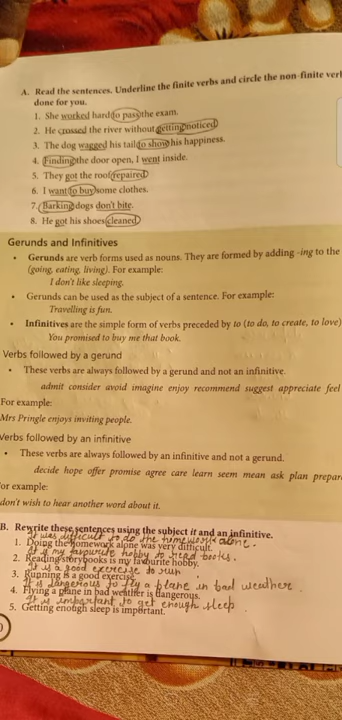 A. Read the sentences. Underline the finite verbs and circle the non-finite verb
done for you.
1. She worked hard to pass the exam.
2. He crossed the river without getting noticed.
3. The dog wagged his tail to show his happiness.
4. Finding the door open, I went inside.
5. They got the roof repaired.
6. I want to buy some clothes.
7. Barking dogs don't bite.
8. He got his shoes cleaned.
Gerunds and Infinitives
• Gerunds are verb forms used as nouns. They are formed by adding -ing to the
(going, eating, living). For example:
I don't like sleeping.
• Gerunds can be used as the subject of a sentence. For example:
Travelling is fun.
• Infinitives are the simple form of verbs preceded by to (to do, to create, to love)
You promised to buy me that book.
Verbs followed by a gerund
• These verbs are always followed by a gerund and not an infinitive.
admit consider avoid imagine enjoy recommend suggest appreciate feel
For example:
Mrs Pringle enjoys inviting people.
Verbs followed by an infinitive
• These verbs are always followed by an infinitive and not a gerund.
decide hope offer promise agree care learn seem mean ask plan prepar
or example:
don't wish to hear another word about it.
B. Rewrite these sentences using the subject it and an infinitive.
It was difficult to do the homework alone.
1. Doing the homework alone was very difficult.
It is my favourite hobby to read books.
2. Reading storybooks is my favourite hobby.
It is a good exercise to run
3. Running is a good exercise.
It is dangerous to fly a plane in bad weather.
4. Flying a plane in bad weather is dangerous.
It is important to get enough sleep
5. Getting enough sleep is important.